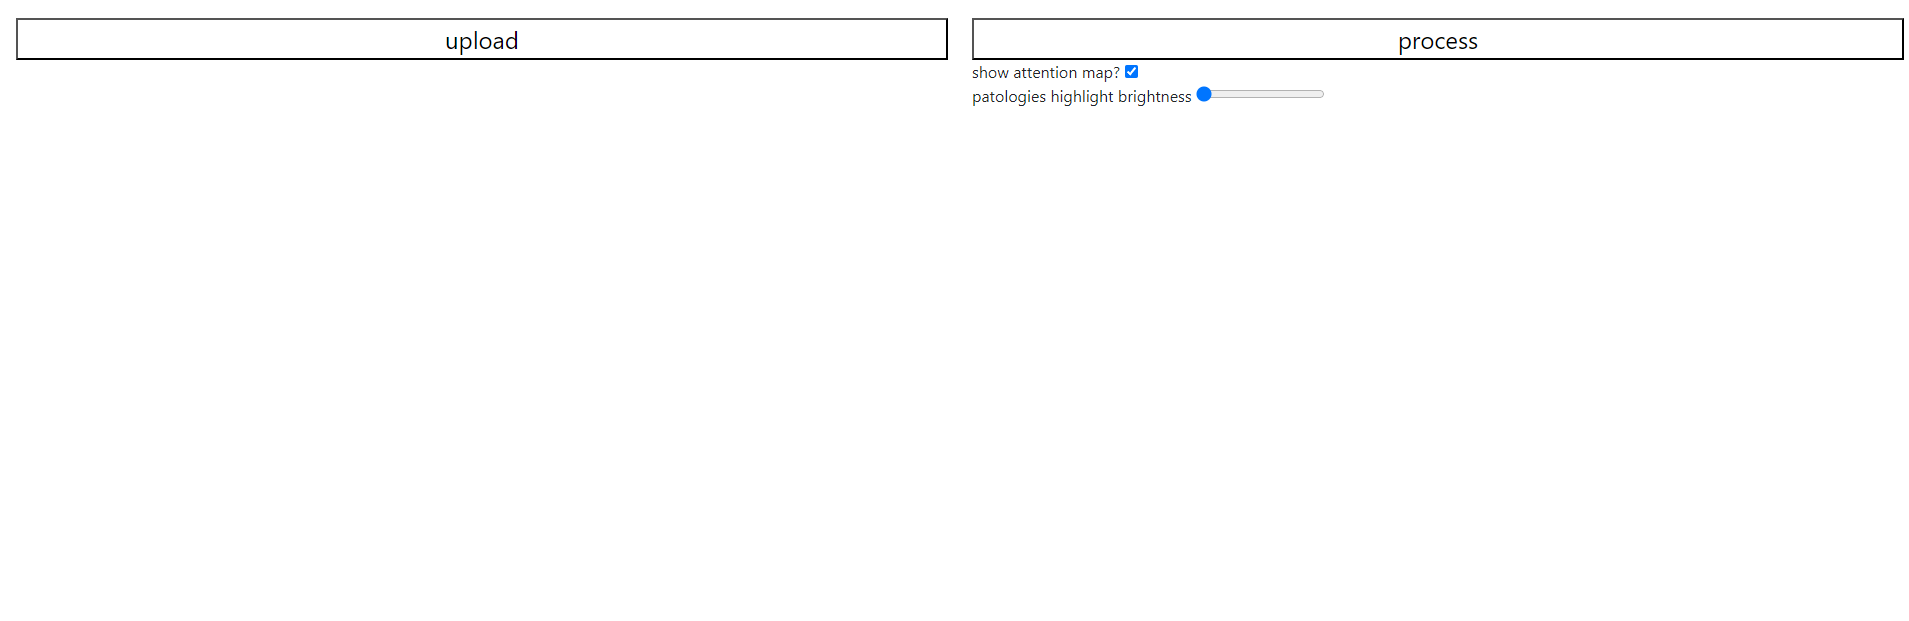 upload
process
show attention map?
patologies highlight brightness